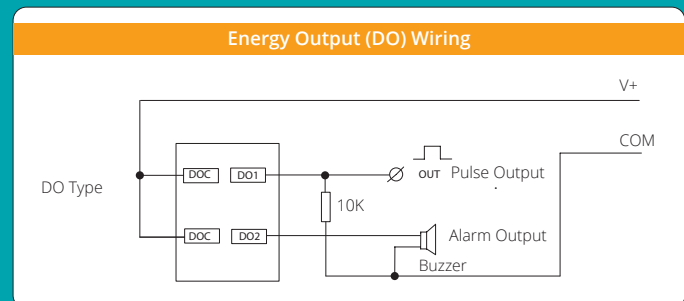 Energy Output (DO) Wiring
V+
COM
DOC DO1 OUT Pulse Output
DO Type
10K
DOC DO2 Alarm Output
Buzzer